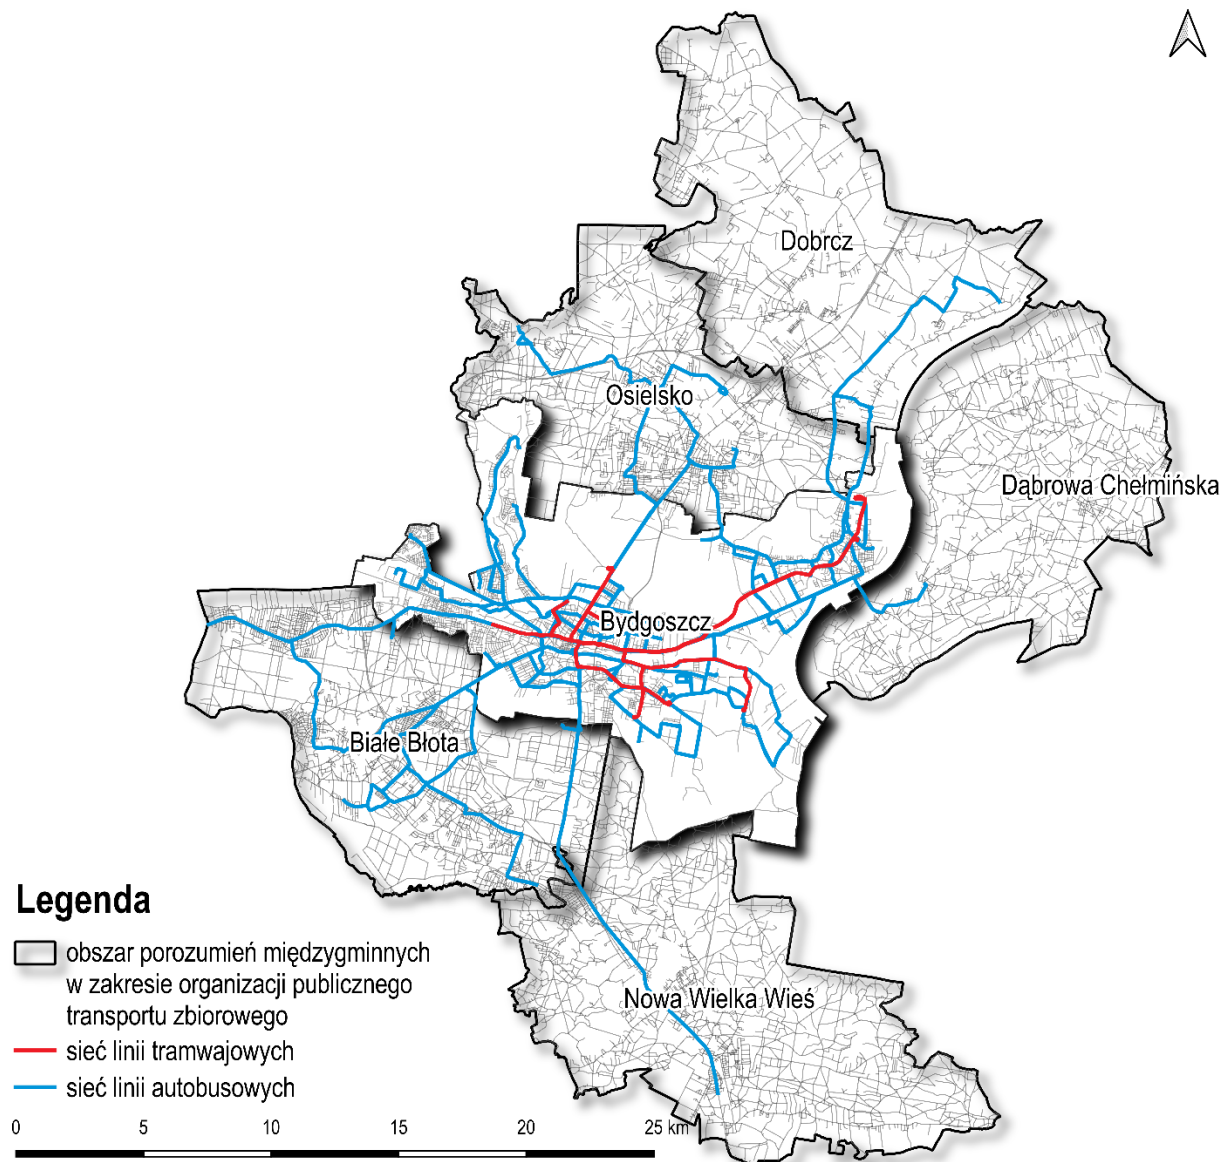 Dobrcz
Osielsko
Dąbrowa Chełmińska
Bydgoszcz
Białe Błota
Nowa Wielka Wieś
Legenda
obszar porozumień międzygminnych
w zakresie organizacji publicznego
transportu zbiorowego
sieć linii tramwajowych
sieć linii autobusowych
0 5 10 15 20 25 km